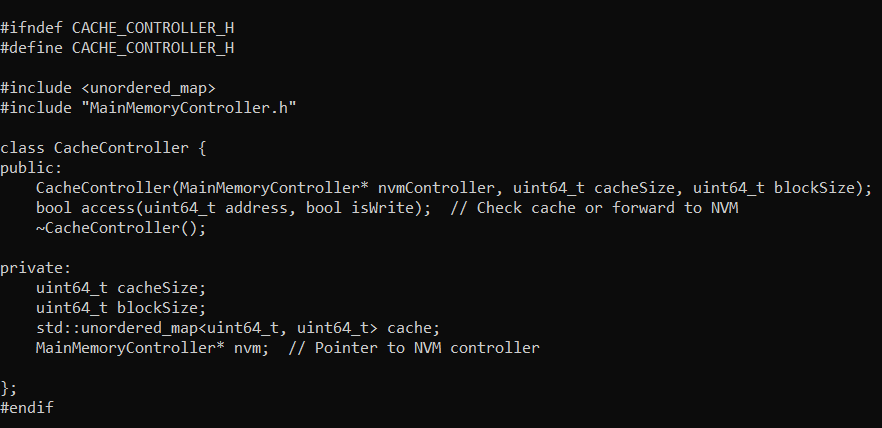 #ifndef CACHE_CONTROLLER_H
#define CACHE_CONTROLLER_H

#include <unordered_map>
#include "MainMemoryController.h"

class CacheController {
public:
    CacheController(MainMemoryController* nvmController, uint64_t cacheSize, uint64_t blockSize);
    bool access(uint64_t address, bool isWrite);  // Check cache or forward to NVM
    ~CacheController();

private:
    uint64_t cacheSize;
    uint64_t blockSize;
    std::unordered_map<uint64_t, uint64_t> cache;
    MainMemoryController* nvm;  // Pointer to NVM controller

};
#endif